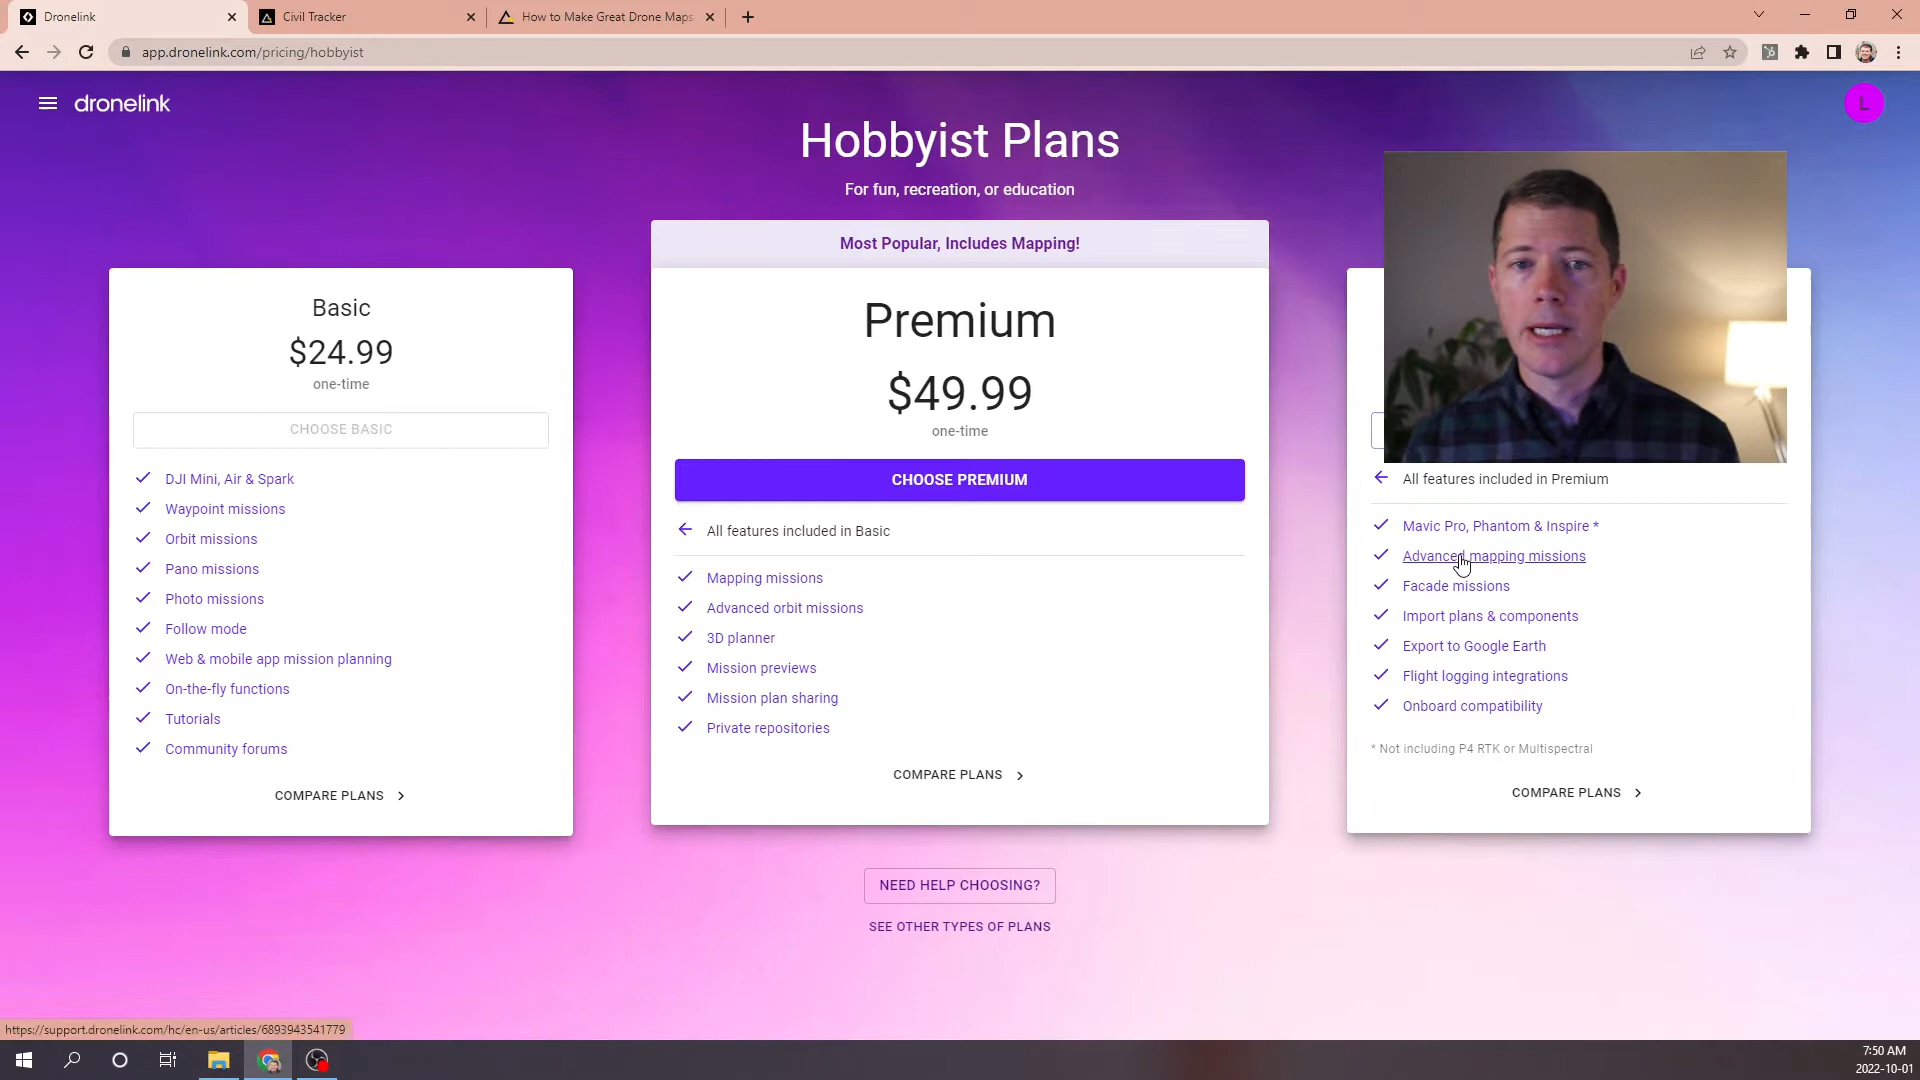 Dronelink
Civil Tracker
How to Make Great Drone Maps
app.dronelink.com/pricing/hobbyist
dronelink
L
Hobbyist Plans
For fun, recreation, or education
Most Popular, Includes Mapping!
Basic
$24.99
one-time
CHOOSE BASIC
DJI Mini, Air & Spark
Waypoint missions
Orbit missions
Pano missions
Photo missions
Follow mode
Web & mobile app mission planning
On-the-fly functions
Tutorials
Community forums
COMPARE PLANS
Premium
$49.99
one-time
CHOOSE PREMIUM
All features included in Basic
Mapping missions
Advanced orbit missions
3D planner
Mission previews
Mission plan sharing
Private repositories
COMPARE PLANS
All features included in Premium
Mavic Pro, Phantom & Inspire *
Advanced mapping missions
Facade missions
Import plans & components
Export to Google Earth
Flight logging integrations
Onboard compatibility
* Not including P4 RTK or Multispectral
COMPARE PLANS
NEED HELP CHOOSING?
SEE OTHER TYPES OF PLANS
https://support.dronelink.com/hc/en-us/articles/6893943541779
7:50 AM
2022-10-01